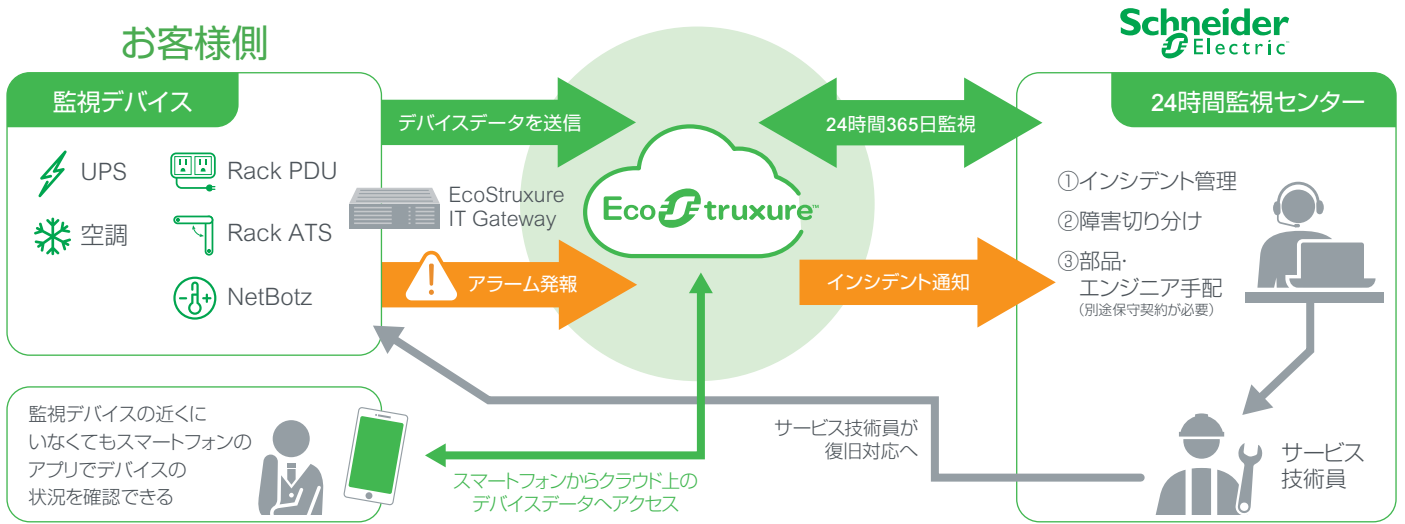 お客様側
Schneider
Electric
監視デバイス
UPS
Rack PDU
空調
Rack ATS
NetBotz
EcoStruxure
IT Gateway
デバイスデータを送信
アラーム発報
EcoStruxure™
24時間365日監視
インシデント通知
24時間監視センター
①インシデント管理
②障害切り分け
③部品・
エンジニア手配
（別途保守契約が必要）
サービス
技術員
サービス技術員が
復旧対応へ
監視デバイスの近くに
いなくてもスマートフォンの
アプリでデバイスの
状況を確認できる
スマートフォンからクラウド上の
デバイスデータへアクセス